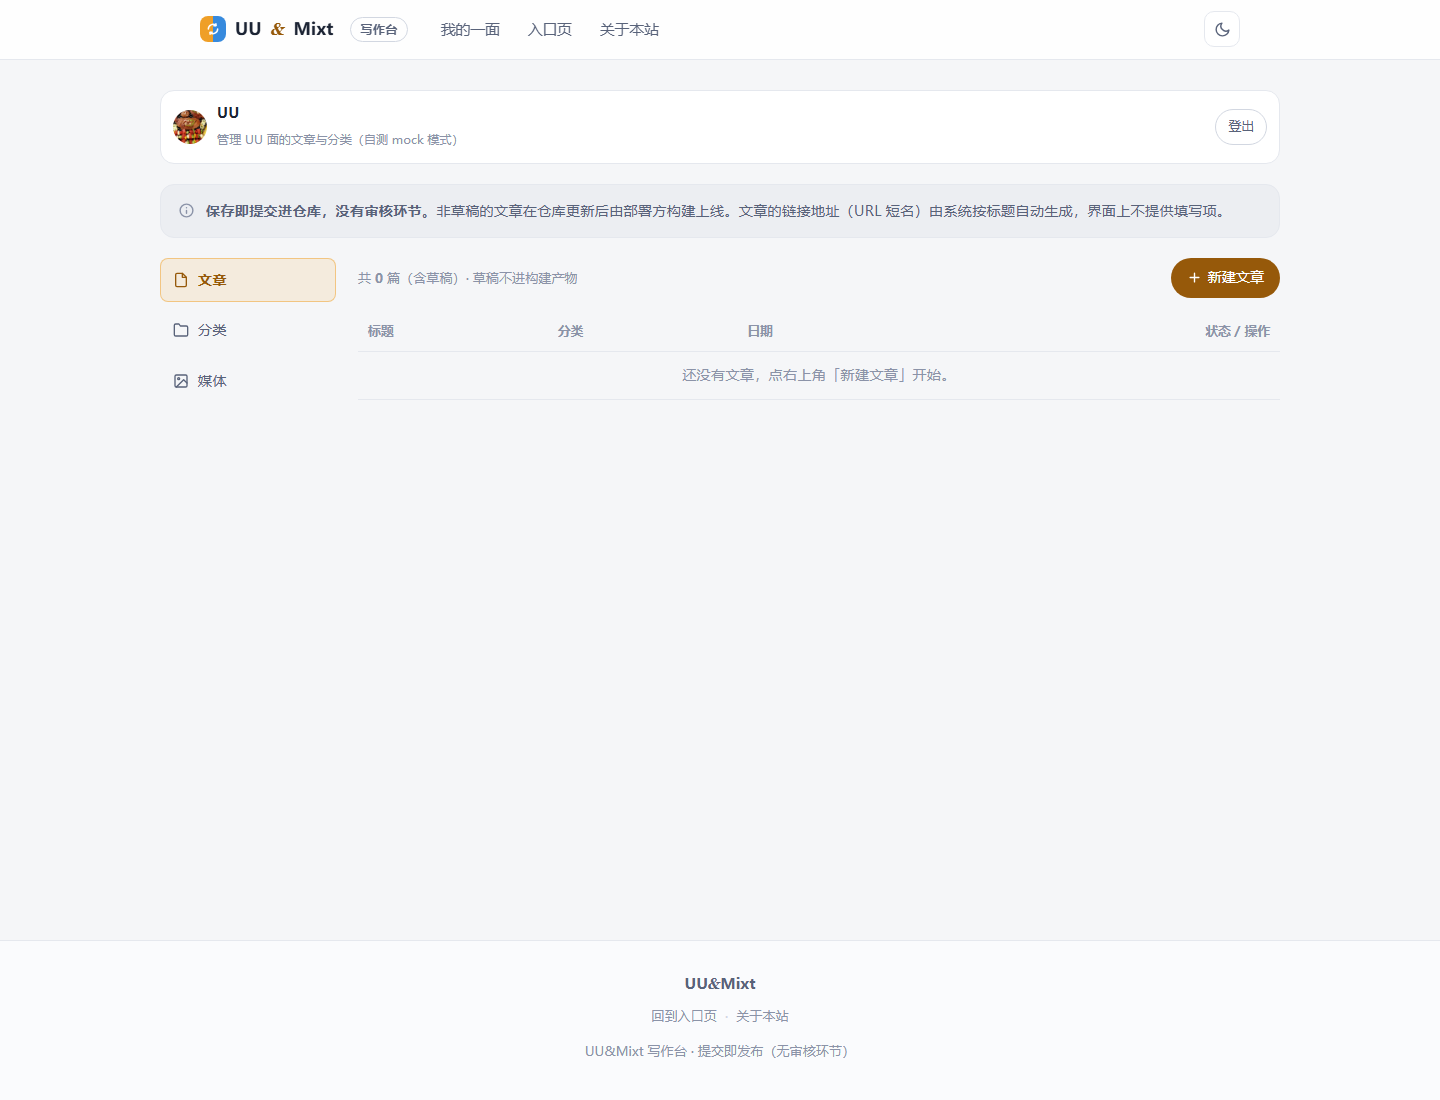 UU & Mixt 写作台 我的一面 入口页 关于本站
UU
管理 UU 面的文章与分类（自测 mock 模式）
登出
保存即提交进仓库，没有审核环节。非草稿的文章在仓库更新后由部署方构建上线。文章的链接地址（URL 短名）由系统按标题自动生成，界面上不提供填写项。
文章
分类
媒体
共 0 篇（含草稿）· 草稿不进构建产物
新建文章
标题 分类 日期 状态 / 操作
还没有文章，点右上角「新建文章」开始。
UU&Mixt
回到入口页 · 关于本站
UU&Mixt 写作台 · 提交即发布（无审核环节）